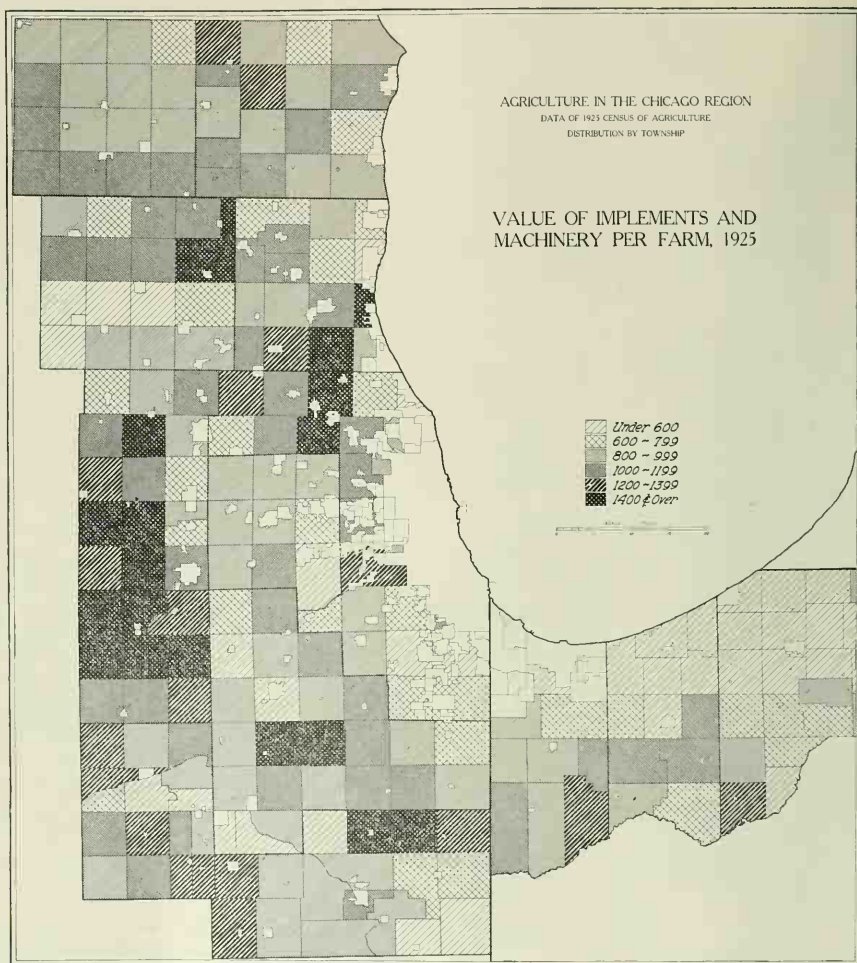 AGRICULTURE IN THE CHICAGO REGION
DATA OF 1925 CENSUS OF AGRICULTURE
DISTRIBUTION BY TOWNSHIP
VALUE OF IMPLEMENTS AND
MACHINERY PER FARM, 1925
Under 600
600 ~ 799
800 ~ 999
1000 ~ 1199
1200 ~ 1399
1400 & Over